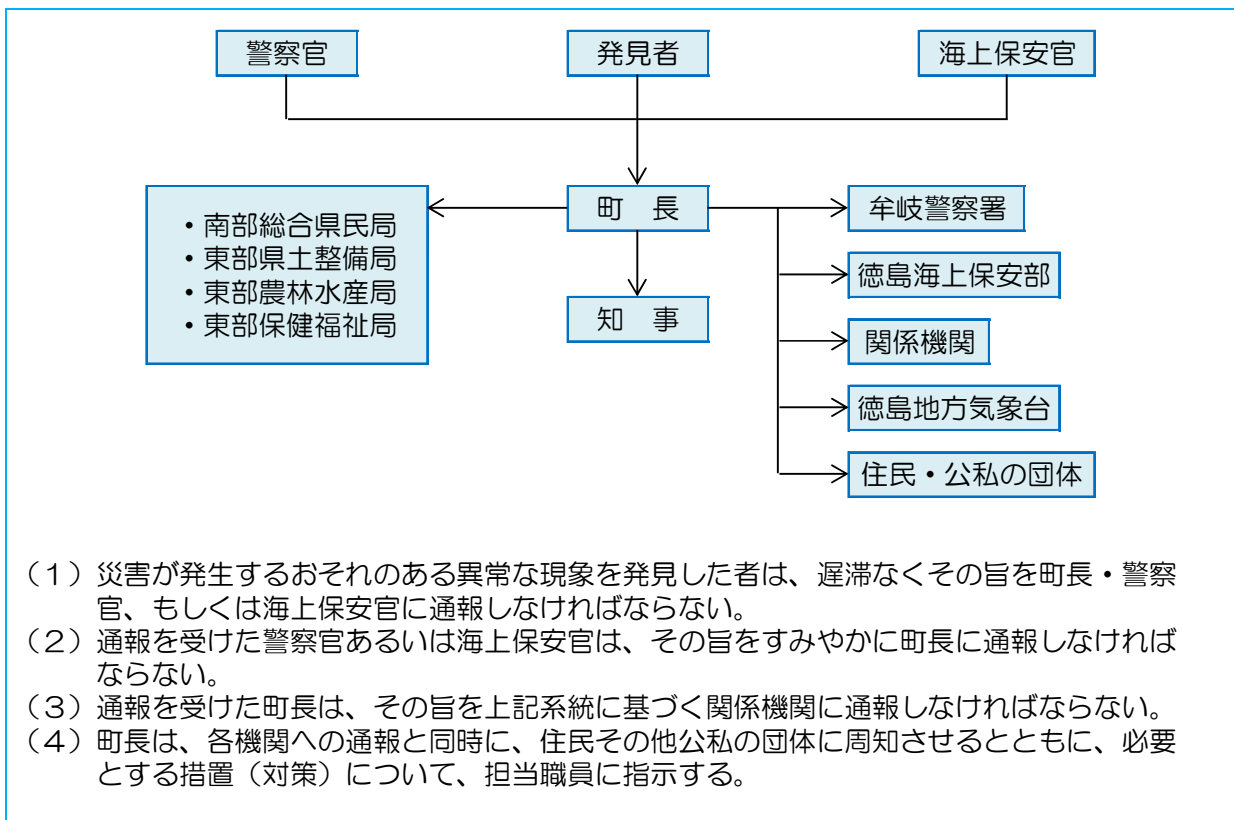 警察官
発見者
海上保安官
・南部総合県民局
・東部県土整備局
・東部農林水産局
・東部保健福祉局
町　長
知　事
牟岐警察署
徳島海上保安部
関係機関
徳島地方気象台
住民・公私の団体
（１）災害が発生するおそれのある異常な現象を発見した者は、遅滞なくその旨を町長・警察
官、もしくは海上保安官に通報しなければならない。
（２）通報を受けた警察官あるいは海上保安官は、その旨をすみやかに町長に通報しなければ
ならない。
（３）通報を受けた町長は、その旨を上記系統に基づく関係機関に通報しなければならない。
（４）町長は、各機関への通報と同時に、住民その他公私の団体に周知させるとともに、必要
とする措置（対策）について、担当職員に指示する。